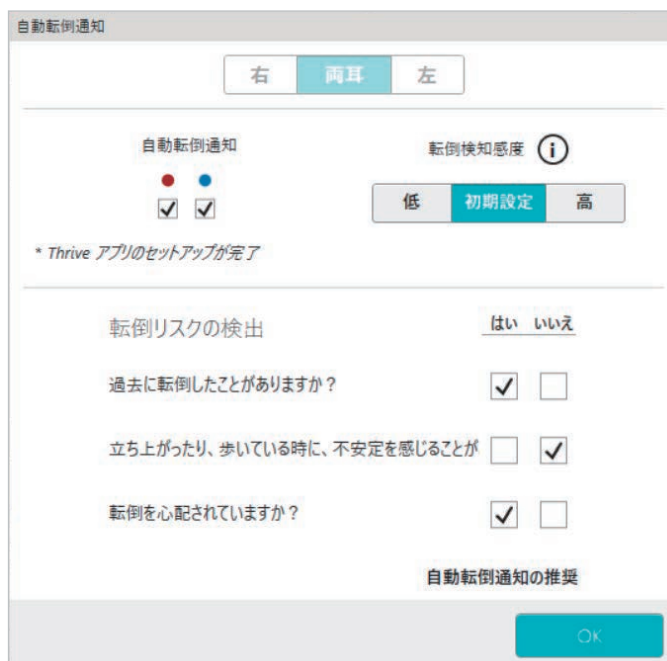 自動転倒通知
右 両耳 左
自動転倒通知
転倒検知感度 i
低 初期設定 高
* Thrive アプリのセットアップが完了
転倒リスクの検出
はい いいえ
過去に転倒したことがありますか？
立ち上がったり、歩いている時に、不安定を感じることが
転倒を心配されていますか？
自動転倒通知の推奨
OK